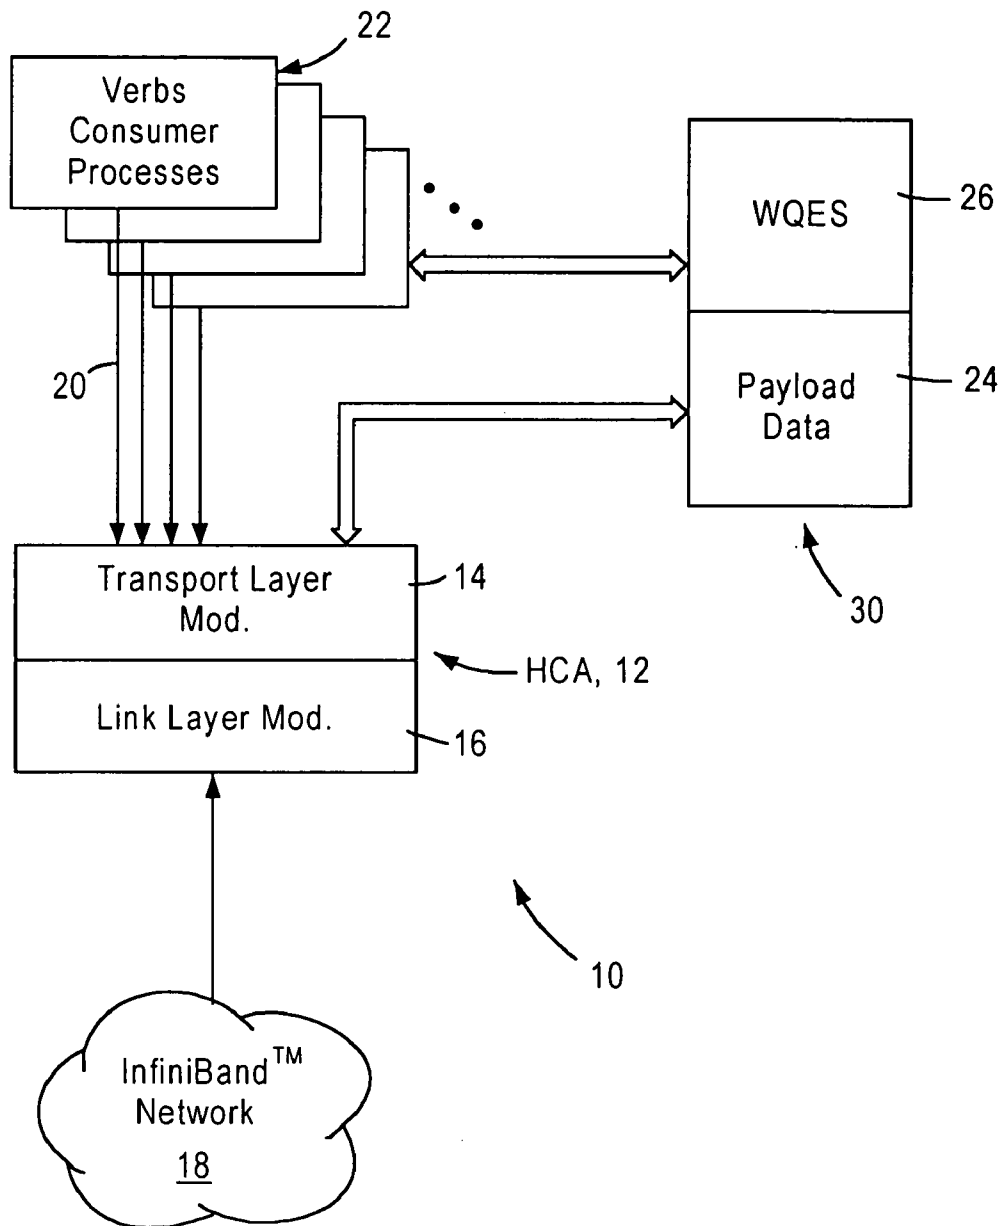 22
Verbs
Consumer
Processes
WQES
26
20
Payload
Data
24
Transport Layer
Mod.
14
30
HCA, 12
Link Layer Mod.
16
10
InfiniBand™
Network
18